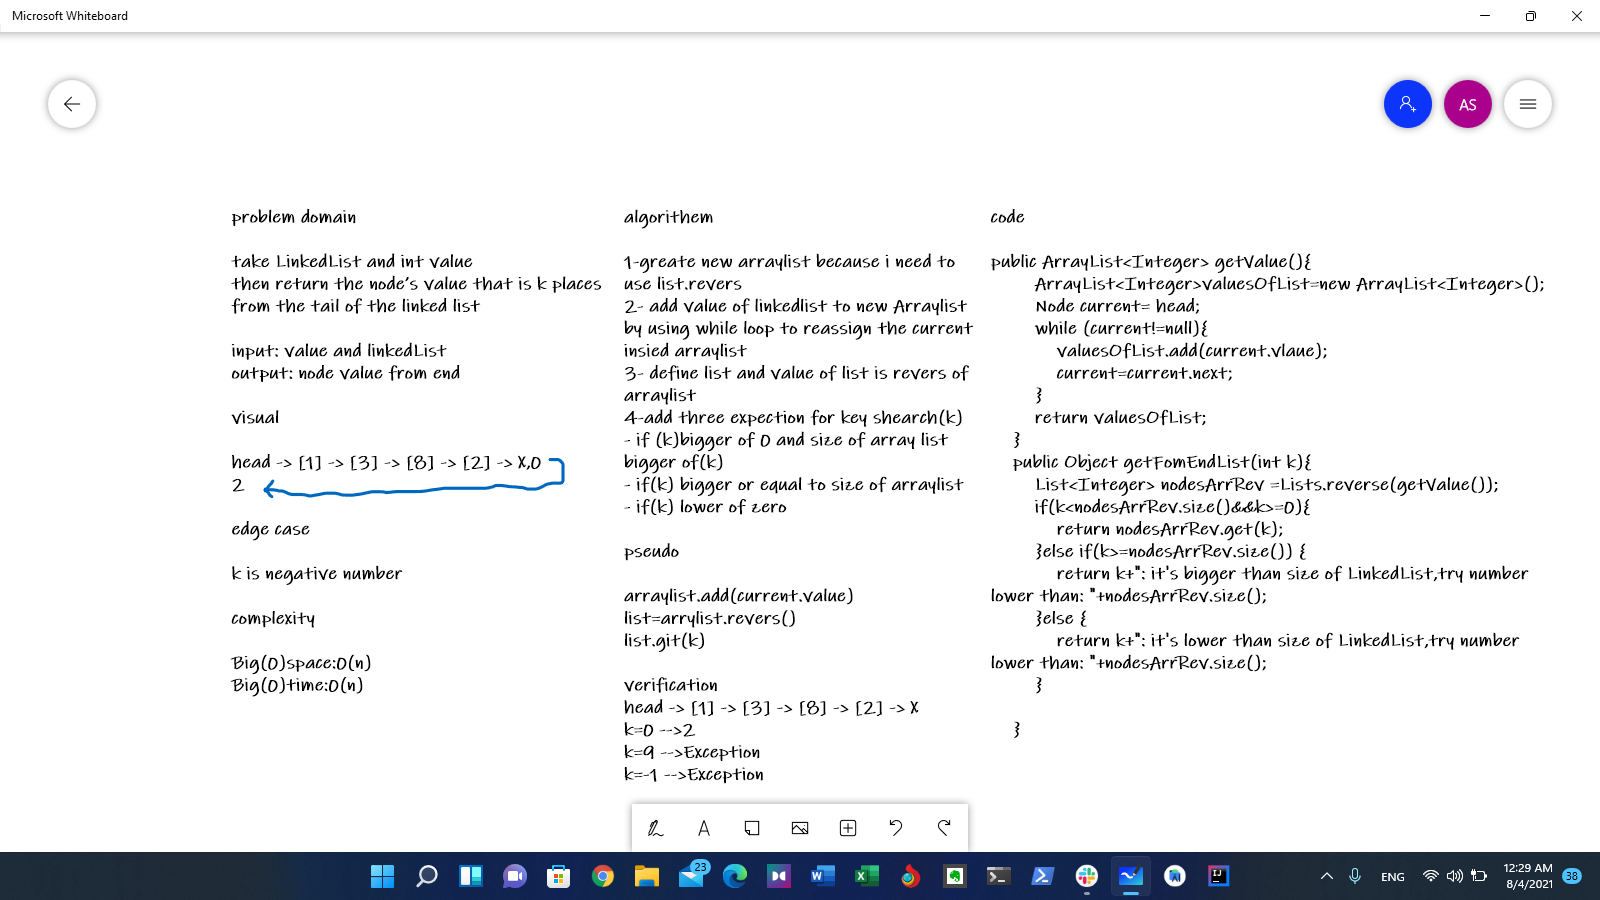 Microsoft Whiteboard
AS
problem domain
take LinkedList and int value
then return the node's value that is k places
from the tail of the linked list
input: value and linkedList
output: node value from end
visual
head -> [1] -> [3] -> [8] -> [2] -> X,0
2
edge case
k is negative number
complexity
Big(O)space:O(n)
Big(O)time:O(n)
algorithem
1-greate new arraylist because i need to
use list.revers
2- add value of linkedlist to new Arraylist
by using while loop to reassign the current
insied arraylist
3- define list and value of list is revers of
arraylist
4-add three expection for key shearch(k)
- if (k)bigger of 0 and size of array list
bigger of(k)
- if(k) bigger or equal to size of arraylist
- if(k) lower of zero
pseudo
arraylist.add(current.value)
list=arrylist.revers()
list.git(k)
verification
head -> [1] -> [3] -> [8] -> [2] -> X
k=0 -->2
k=9 -->Exception
k=-1 -->Exception
code
public ArrayList<Integer> getValue(){
ArrayList<Integer>valuesOfList=new ArrayList<Integer>();
Node current= head;
while (current!=null){
valuesOfList.add(current.vlaue);
current=current.next;
}
return valuesOfList;
}
public Object getFomEndList(int k){
List<Integer> nodesArrRev =Lists.reverse(getValue());
if(k<nodesArrRev.size()&&k>=0){
return nodesArrRev.get(k);
}else if(k>=nodesArrRev.size()) {
return k+": it's bigger than size of LinkedList,try number
lower than: "+nodesArrRev.size();
}else {
return k+": it's lower than size of LinkedList,try number
lower than: "+nodesArrRev.size();
}
}
23
ENG
12:29 AM
8/4/2021
38